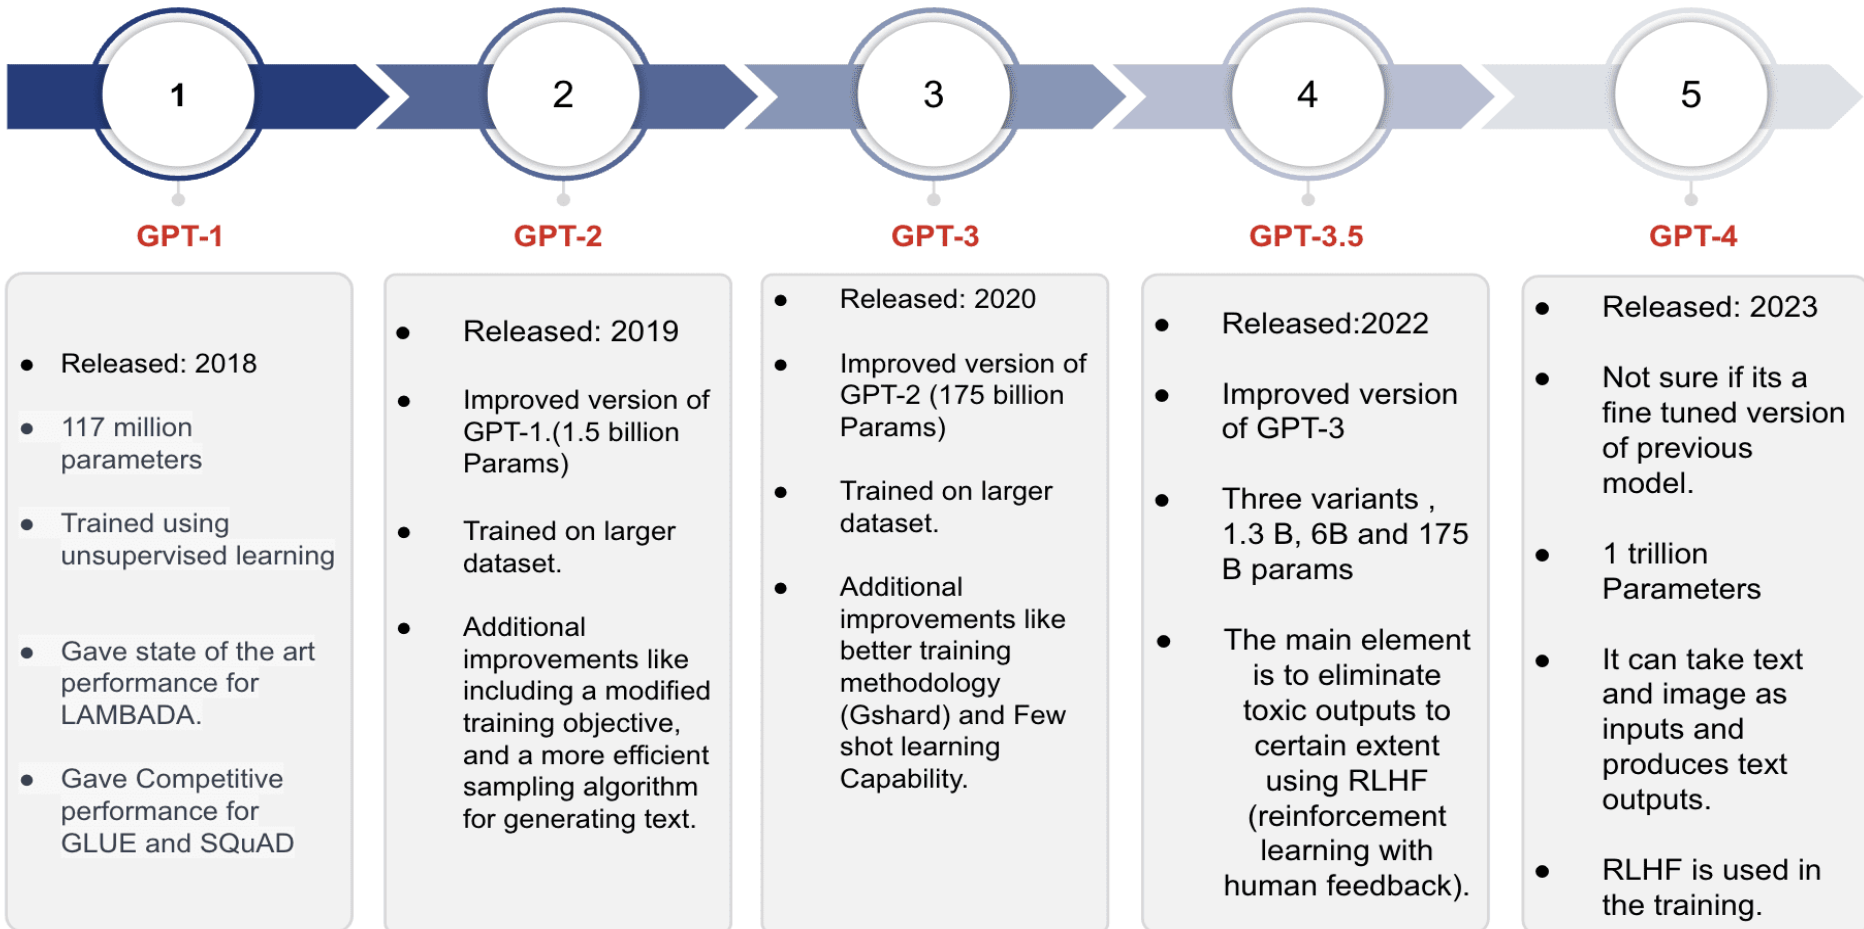 1
2
3
4
5
GPT-1
GPT-2
GPT-3
GPT-3.5
GPT-4
● Released: 2018
● 117 million
parameters
● Trained using
unsupervised learning
● Gave state of the art
performance for
LAMBADA.
● Gave Competitive
performance for
GLUE and SQuAD
● Released: 2019
● Improved version of
GPT-1.(1.5 billion
Params)
● Trained on larger
dataset.
● Additional
improvements like
including a modified
training objective,
and a more efficient
sampling algorithm
for generating text.
● Released: 2020
● Improved version of
GPT-2 (175 billion
Params)
● Trained on larger
dataset.
● Additional
improvements like
better training
methodology
(Gshard) and Few
shot learning
Capability.
● Released:2022
● Improved version
of GPT-3
● Three variants ,
1.3 B, 6B and 175
B params
● The main element
is to eliminate
toxic outputs to
certain extent
using RLHF
(reinforcement
learning with
human feedback).
● Released: 2023
● Not sure if its a
fine tuned version
of previous
model.
● 1 trillion
Parameters
● It can take text
and image as
inputs and
produces text
outputs.
● RLHF is used in
the training.